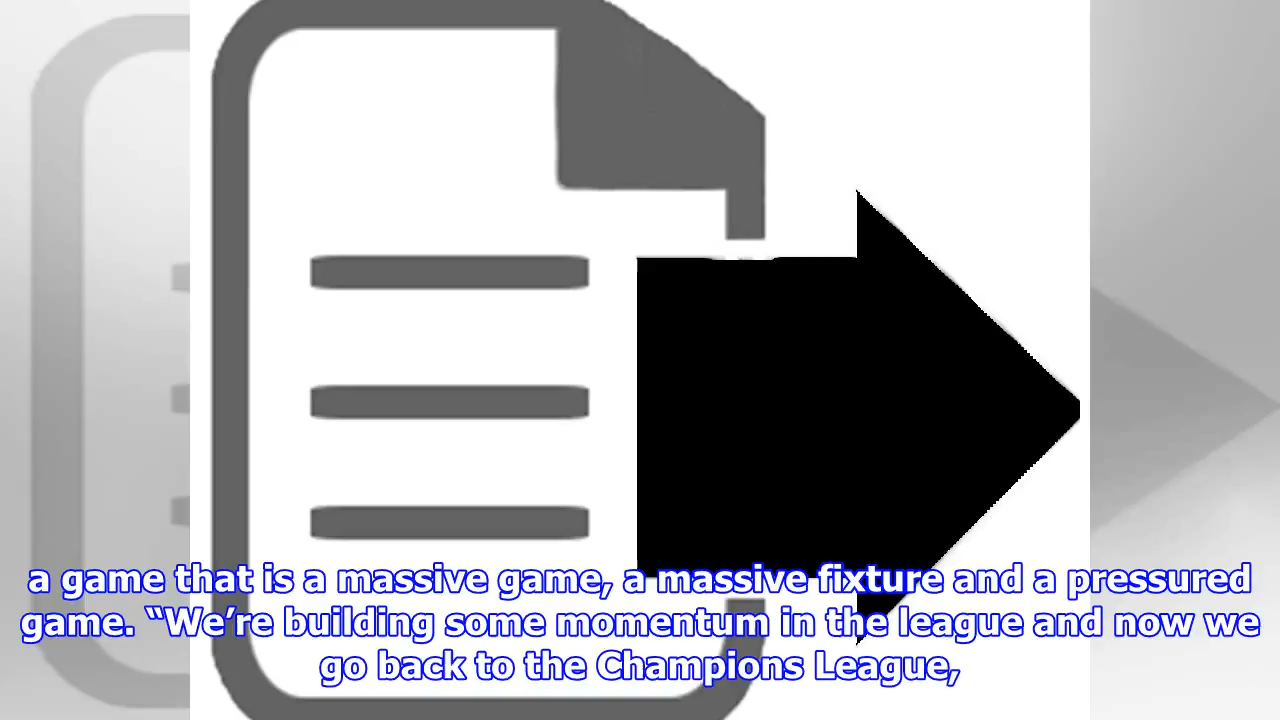 a game that is a massive game, a massive fixture and a pressured
game. “We’re building some momentum in the league and now we
go back to the Champions League,